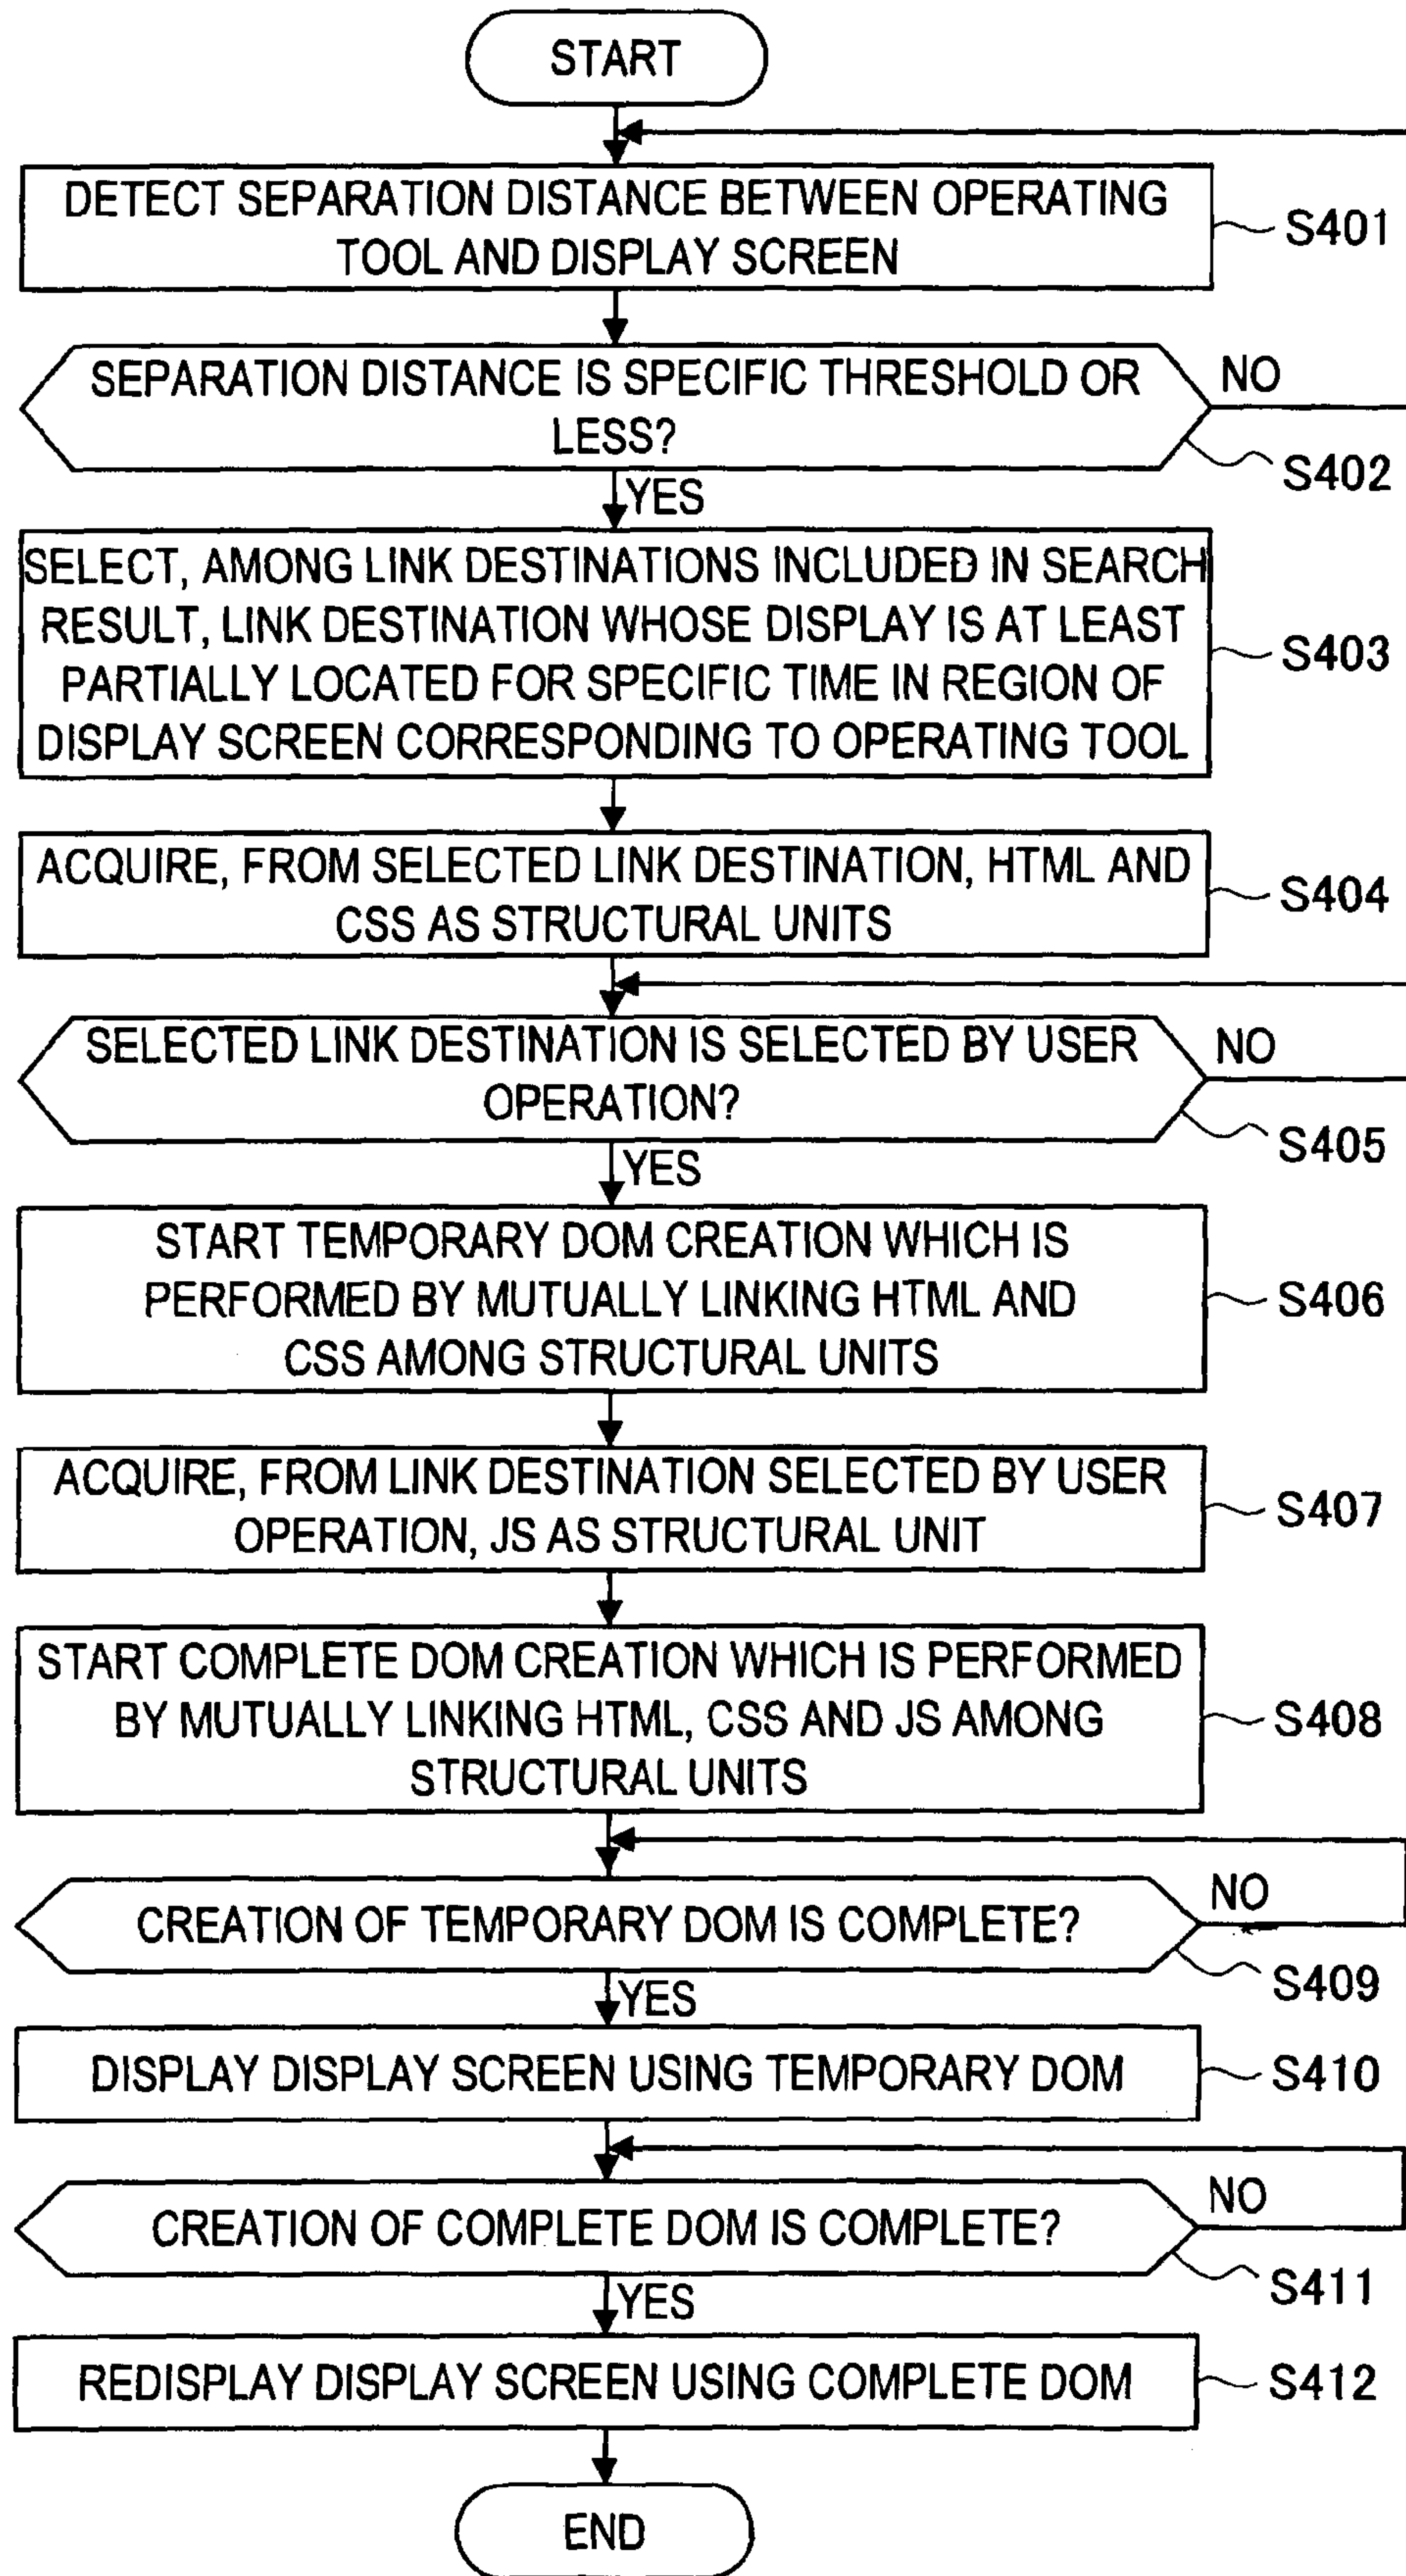 START
DETECT SEPARATION DISTANCE BETWEEN OPERATING
TOOL AND DISPLAY SCREEN
S401
SEPARATION DISTANCE IS SPECIFIC THRESHOLD OR
LESS?
NO
S402
YES
SELECT, AMONG LINK DESTINATIONS INCLUDED IN SEARCH
RESULT, LINK DESTINATION WHOSE DISPLAY IS AT LEAST
PARTIALLY LOCATED FOR SPECIFIC TIME IN REGION OF
DISPLAY SCREEN CORRESPONDING TO OPERATING TOOL
S403
ACQUIRE, FROM SELECTED LINK DESTINATION, HTML AND
CSS AS STRUCTURAL UNITS
S404
SELECTED LINK DESTINATION IS SELECTED BY USER
OPERATION?
NO
S405
YES
START TEMPORARY DOM CREATION WHICH IS
PERFORMED BY MUTUALLY LINKING HTML AND
CSS AMONG STRUCTURAL UNITS
S406
ACQUIRE, FROM LINK DESTINATION SELECTED BY USER
OPERATION, JS AS STRUCTURAL UNIT
S407
START COMPLETE DOM CREATION WHICH IS PERFORMED
BY MUTUALLY LINKING HTML, CSS AND JS AMONG
STRUCTURAL UNITS
S408
CREATION OF TEMPORARY DOM IS COMPLETE?
NO
S409
YES
DISPLAY DISPLAY SCREEN USING TEMPORARY DOM
S410
CREATION OF COMPLETE DOM IS COMPLETE?
NO
S411
YES
REDISPLAY DISPLAY SCREEN USING COMPLETE DOM
S412
END